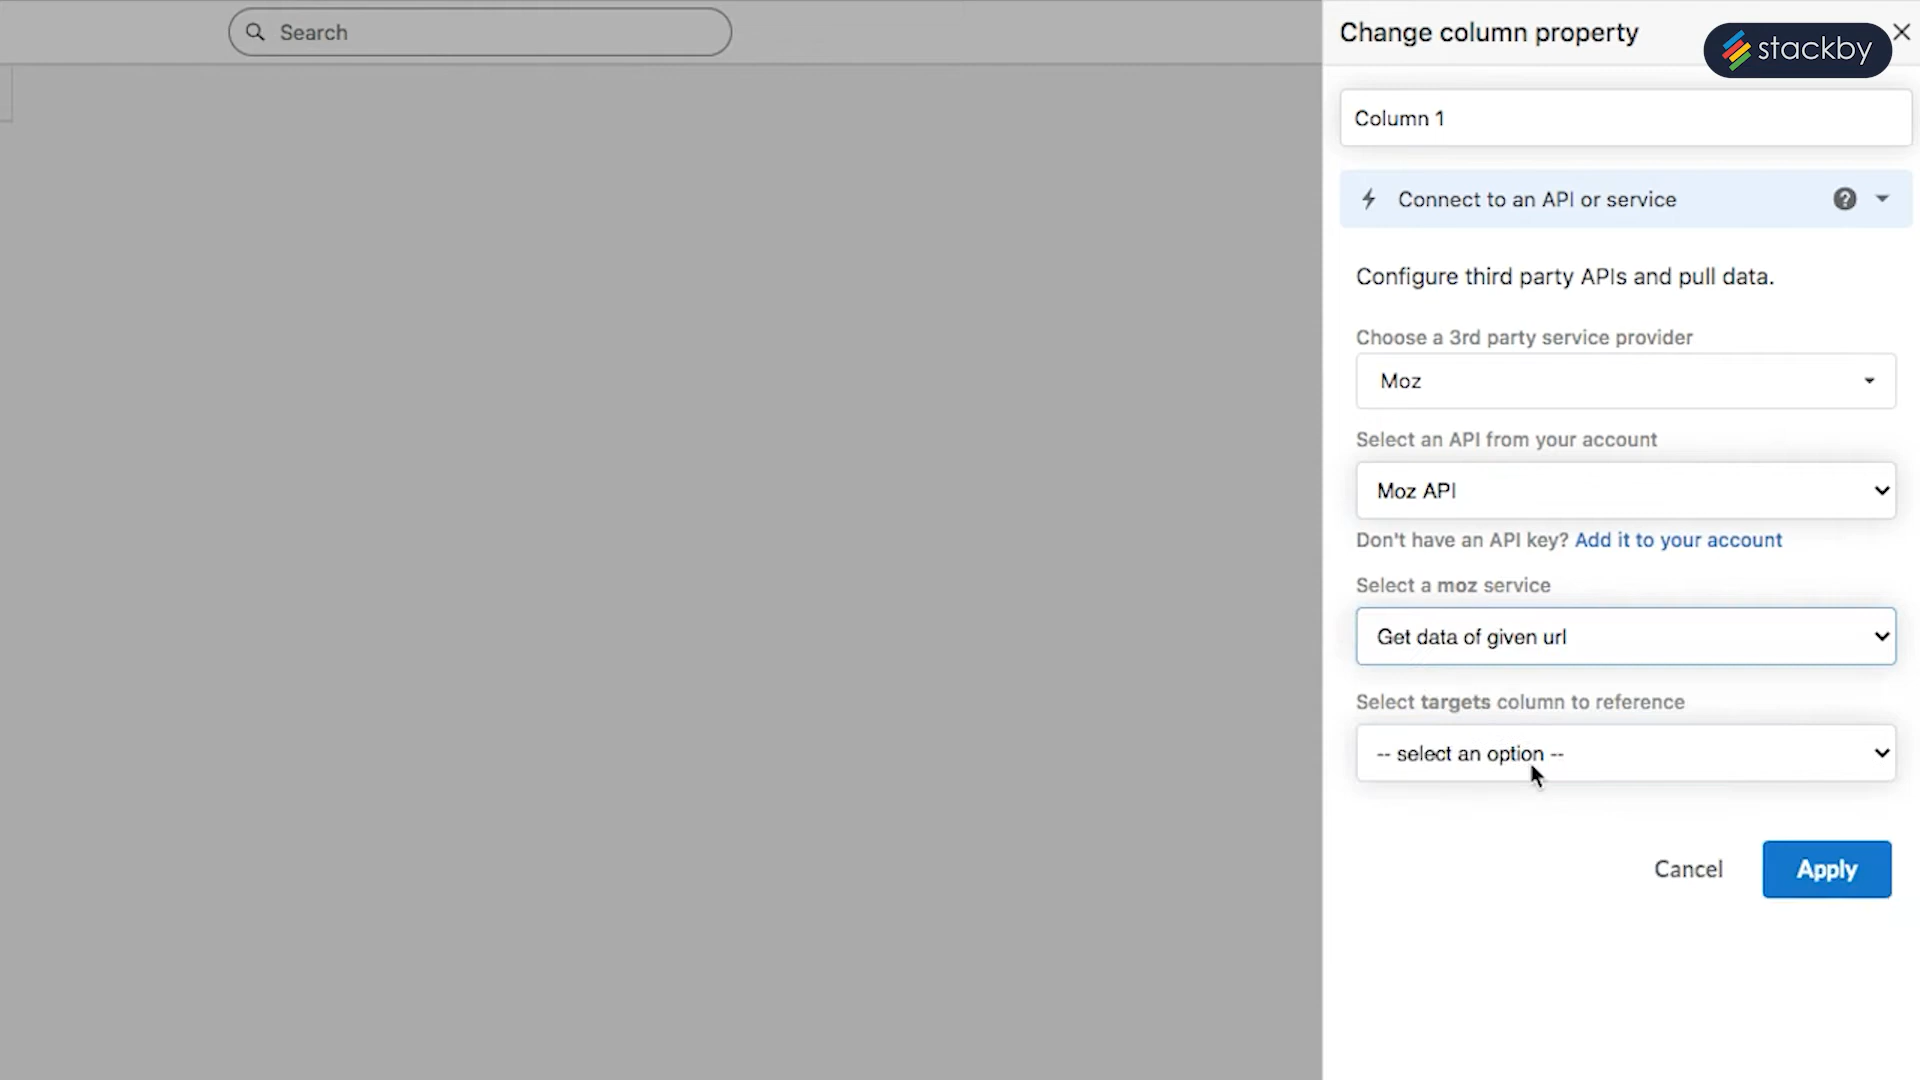 Search
Change column property
stackby
Column 1
Connect to an API or service
Configure third party APIs and pull data.
Choose a 3rd party service provider
Moz
Select an API from your account
Moz API
Don't have an API key? Add it to your account
Select a moz service
Get data of given url
Select targets column to reference
-- select an option --
Cancel
Apply